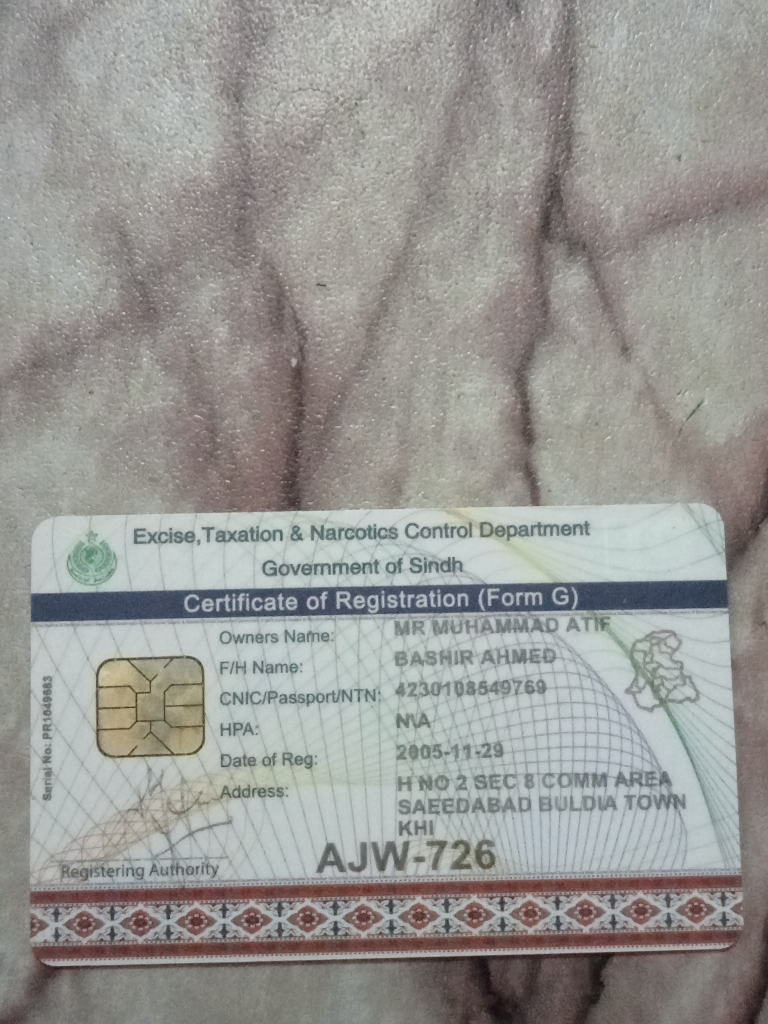 Excise,Taxation & Narcotics Control Department
Government of Sindh
Certificate of Registration (Form G)
Owners Name: MR MUHAMMAD ATIF
F/H Name: BASHIR AHMED
CNIC/Passport/NTN: 4230108549769
HPA: N\A
Date of Reg: 2005-11-29
Address: H NO 2 SEC 8 COMM AREA
SAEEDABAD BULDIA TOWN
KHI
AJW-726
Registering Authority
Serial No: PR1049683